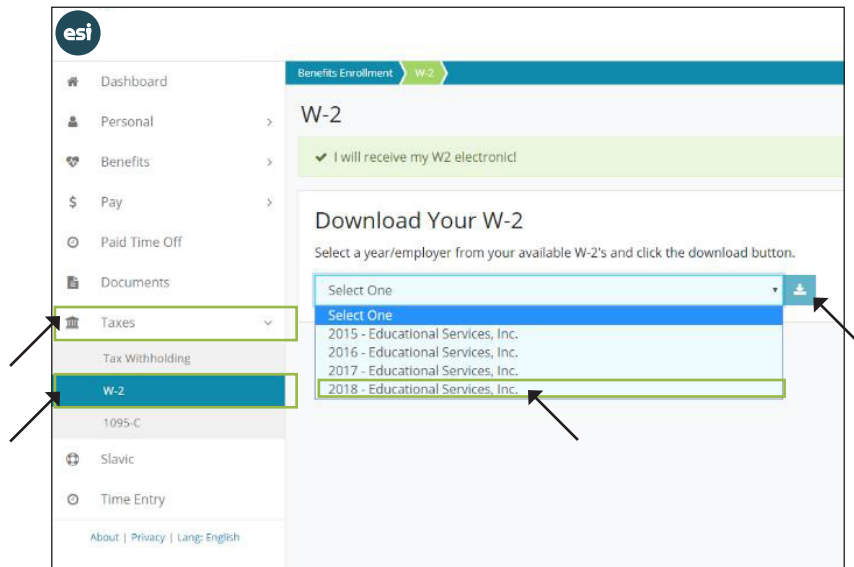 esi
Dashboard
Personal
Benefits
Pay
Paid Time Off
Documents
Taxes
Tax Withholding
W-2
1095-C
Slavic
Time Entry
About | Privacy | Lang: English
Benefits Enrollment W-2
W-2
I will receive my W2 electronicl
Download Your W-2
Select a year/employer from your available W-2's and click the download button.
Select One
Select One
2015 - Educational Services, Inc.
2016 - Educational Services, Inc.
2017 - Educational Services, Inc.
2018 - Educational Services, Inc.